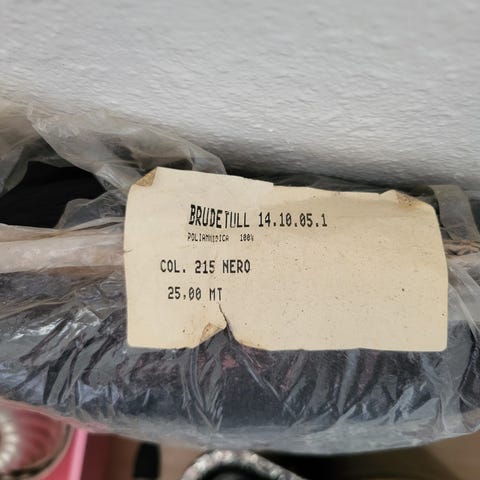 BRUDETULL 14.10.05.1
POLIAMMIDICA 100%
COL. 215 NERO
25,00 MT